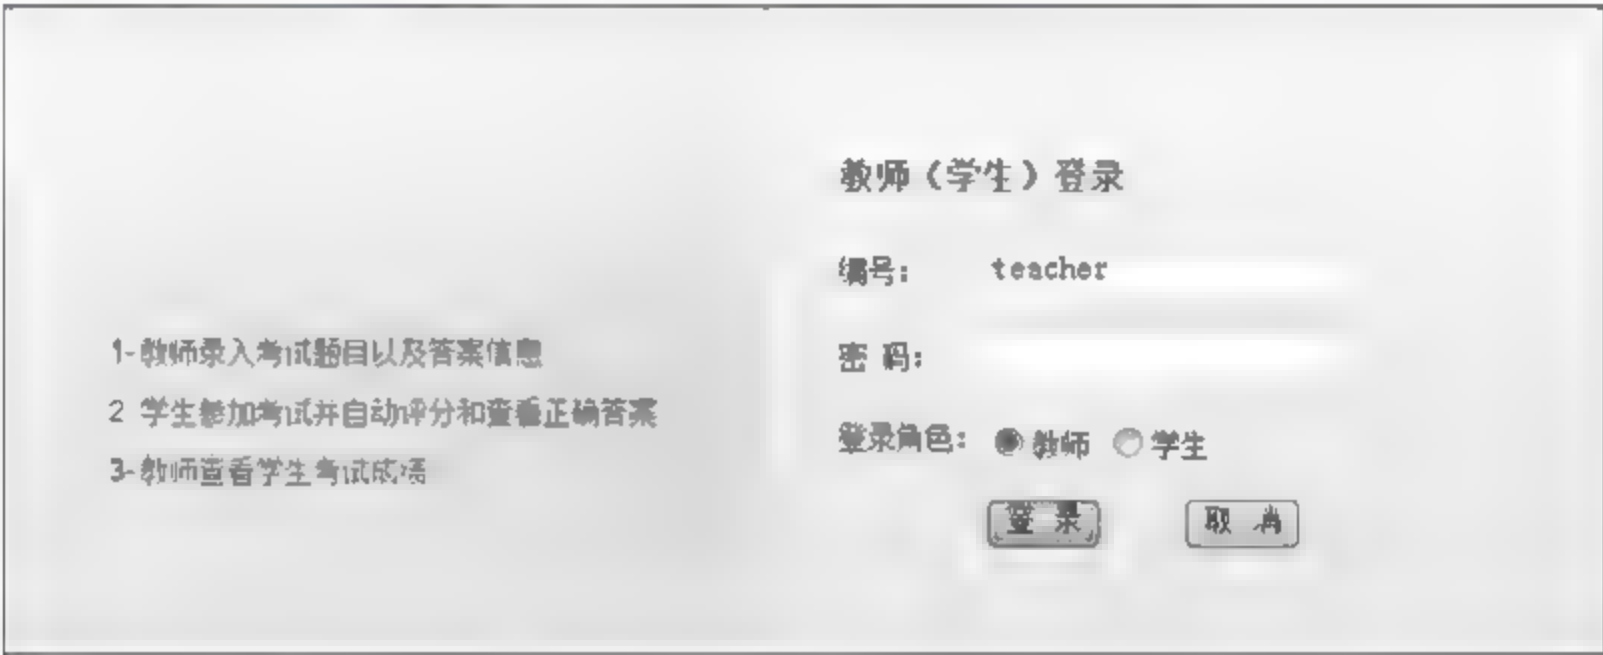 教师（学生）登录
编号： teacher
密 码：
登录角色： 教师 学生
登 录 取 消
1-教师录入考试题目以及答案信息
2 学生参加考试并自动评分和查看正确答案
3-教师查看学生考试成绩